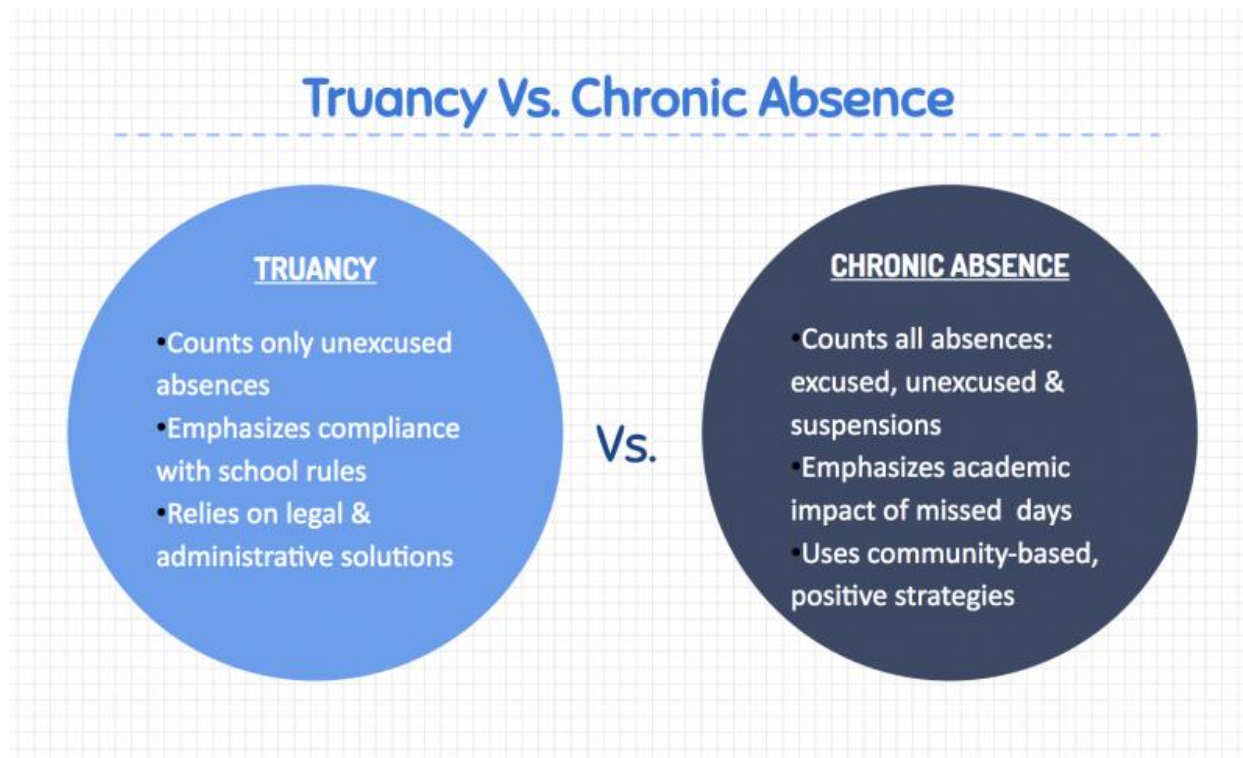 Truancy Vs. Chronic Absence
TRUANCY
•Counts only unexcused
absences
•Emphasizes compliance
with school rules
•Relies on legal &
administrative solutions
Vs.
CHRONIC ABSENCE
•Counts all absences:
excused, unexcused &
suspensions
•Emphasizes academic
impact of missed  days
•Uses community-based,
positive strategies